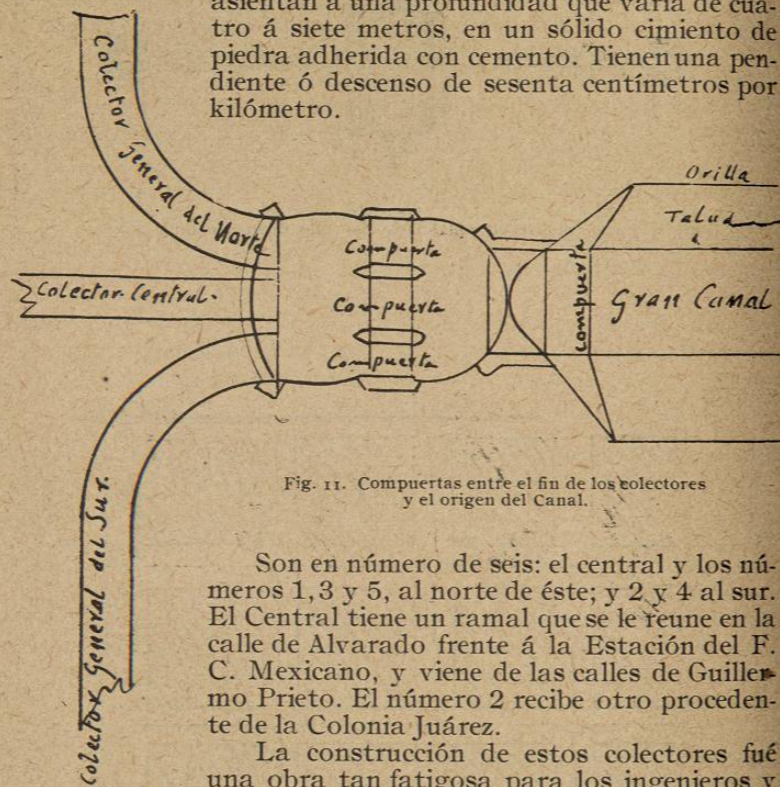 asientan á una profundidad que varía de cua-
tro á siete metros, en un sólido cimiento de
piedra adherida con cemento. Tienen una pen-
diente ó descenso de sesenta centímetros por
kilómetro.
Colector General del Norte
Colector Central.
Colector General del Sur.
Compuerta
Compuerta
Compuerta
Compuerta
Orilla
Talud
Gran Canal
Fig. 11. Compuertas entre el fin de los colectores
y el origen del Canal.
Son en número de seis: el central y los nú-
meros 1, 3 y 5, al norte de éste; y 2 y 4 al sur.
El Central tiene un ramal que se le reune en la
calle de Alvarado frente á la Estación del F.
C. Mexicano, y viene de las calles de Guiller-
mo Prieto. El número 2 recibe otro proceden-
te de la Colonia Juárez.
La construcción de estos colectores fué
una obra tan fatigosa para los ingenieros y